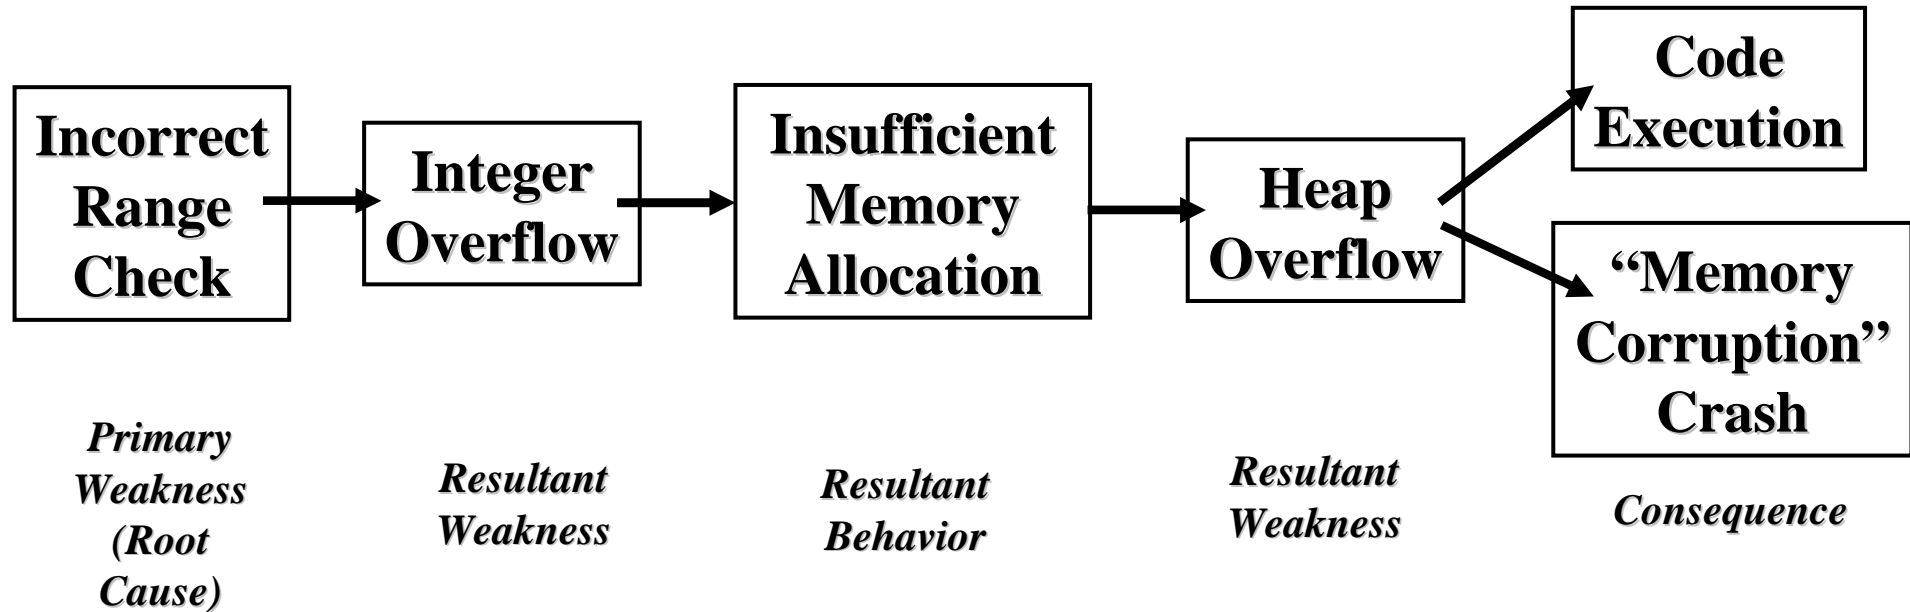 Incorrect
Range
Check
Integer
Overflow
Insufficient
Memory
Allocation
Heap
Overflow
Code
Execution
“Memory
Corruption”
Crash
Primary
Weakness
(Root
Cause)
Resultant
Weakness
Resultant
Behavior
Resultant
Weakness
Consequence